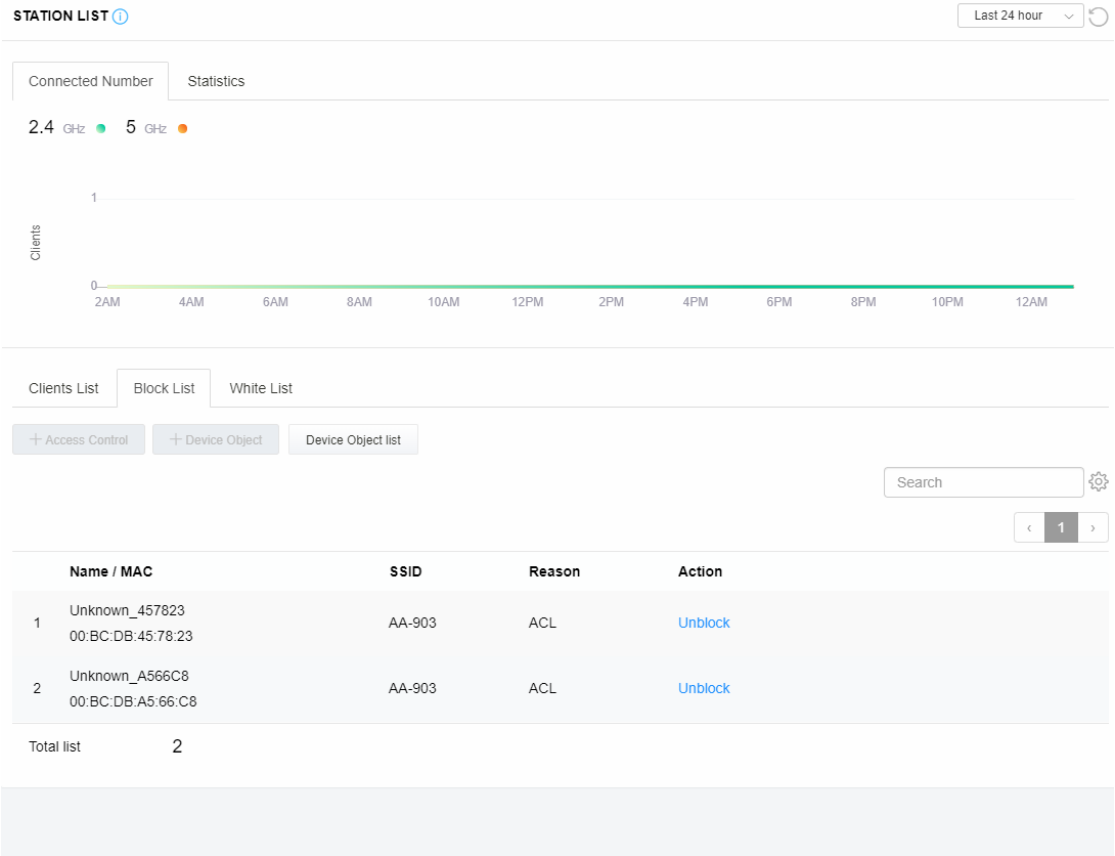 STATION LIST
Last 24 hour
Connected Number Statistics
2.4 GHz 5 GHz
1
Clients
0
2AM 4AM 6AM 8AM 10AM 12PM 2PM 4PM 6PM 8PM 10PM 12AM
Clients List Block List White List
+ Access Control + Device Object Device Object list
Search
‹ 1 ›
Name / MAC SSID Reason Action
Unknown_457823
1 AA-903 ACL Unblock
00:BC:DB:45:78:23
Unknown_A566C8
2 AA-903 ACL Unblock
00:BC:DB:A5:66:C8
Total list 2